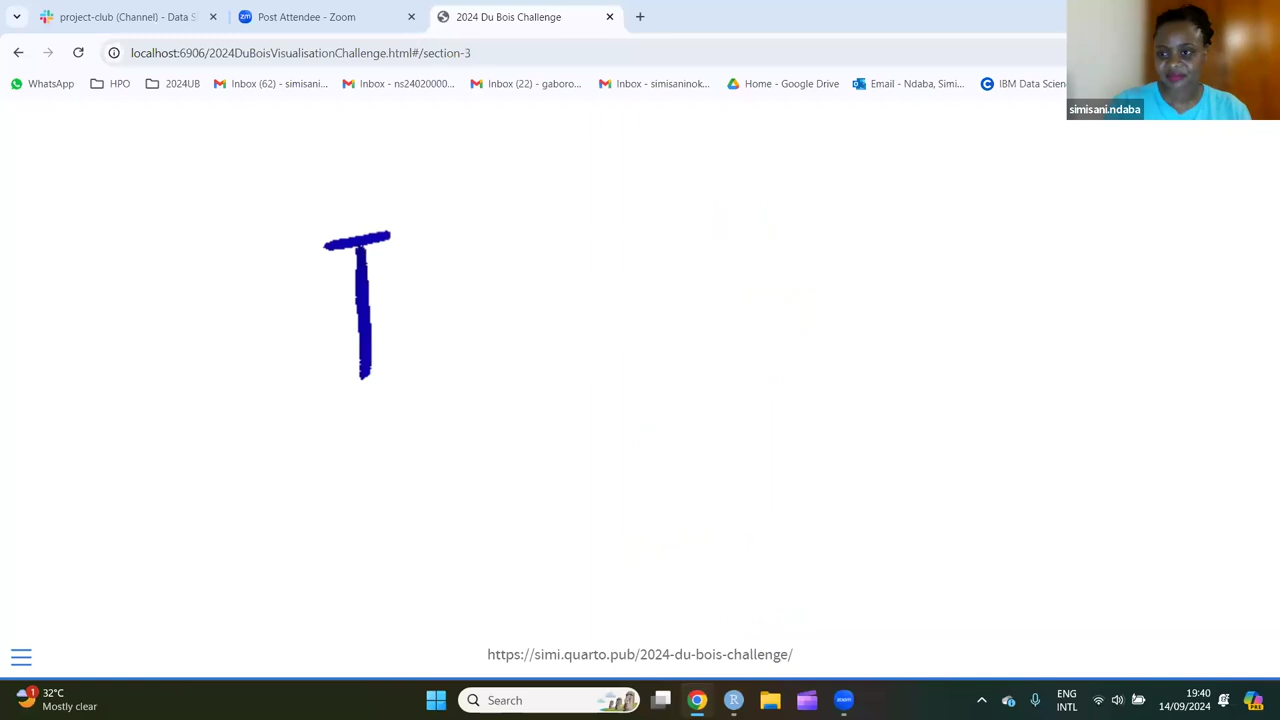 project-club (Channel) - Data S
Post Attendee - Zoom
2024 Du Bois Challenge
localhost:6906/2024DuBoisVisualisationChallenge.html#/section-3
WhatsApp
HPO
2024UB
Inbox (62) - simisani...
Inbox - ns24020000...
Inbox (22) - gaboro...
Inbox - simisaninok...
Home - Google Drive
Email - Ndaba, Simi...
IBM Data Scien
simisani.ndaba
T
https://simi.quarto.pub/2024-du-bois-challenge/
1
32°C
Mostly clear
Search
zoom
ENG
INTL
19:40
14/09/2024